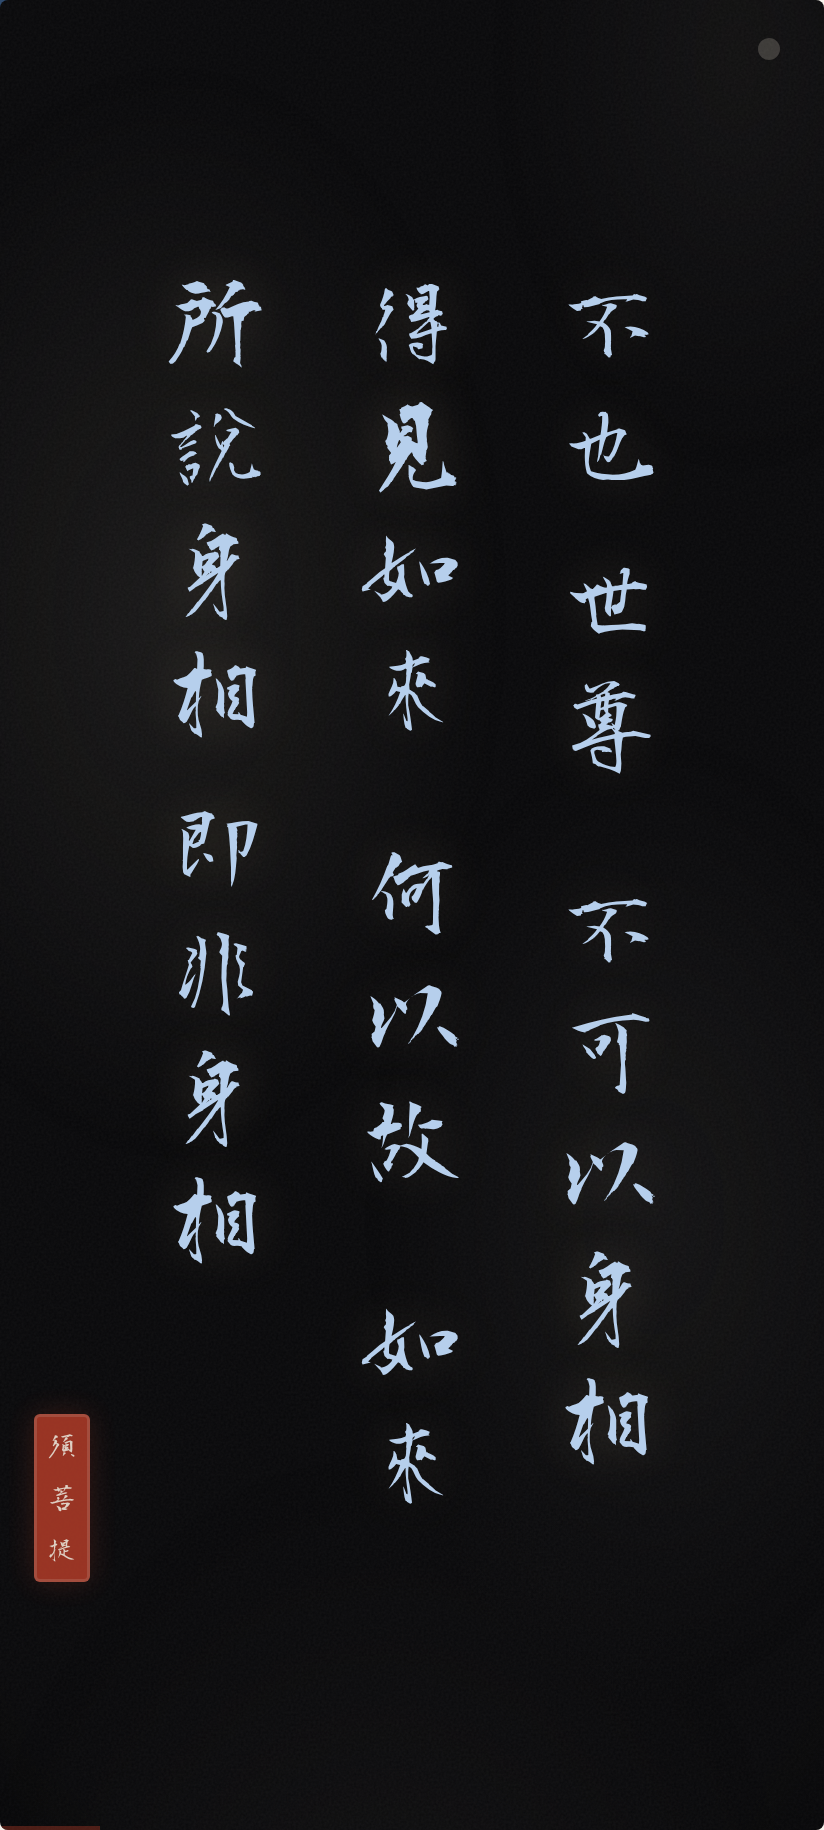 不也 世尊 不可以身相
得見如來 何以故 如來
所說身相 即非身相
須菩提